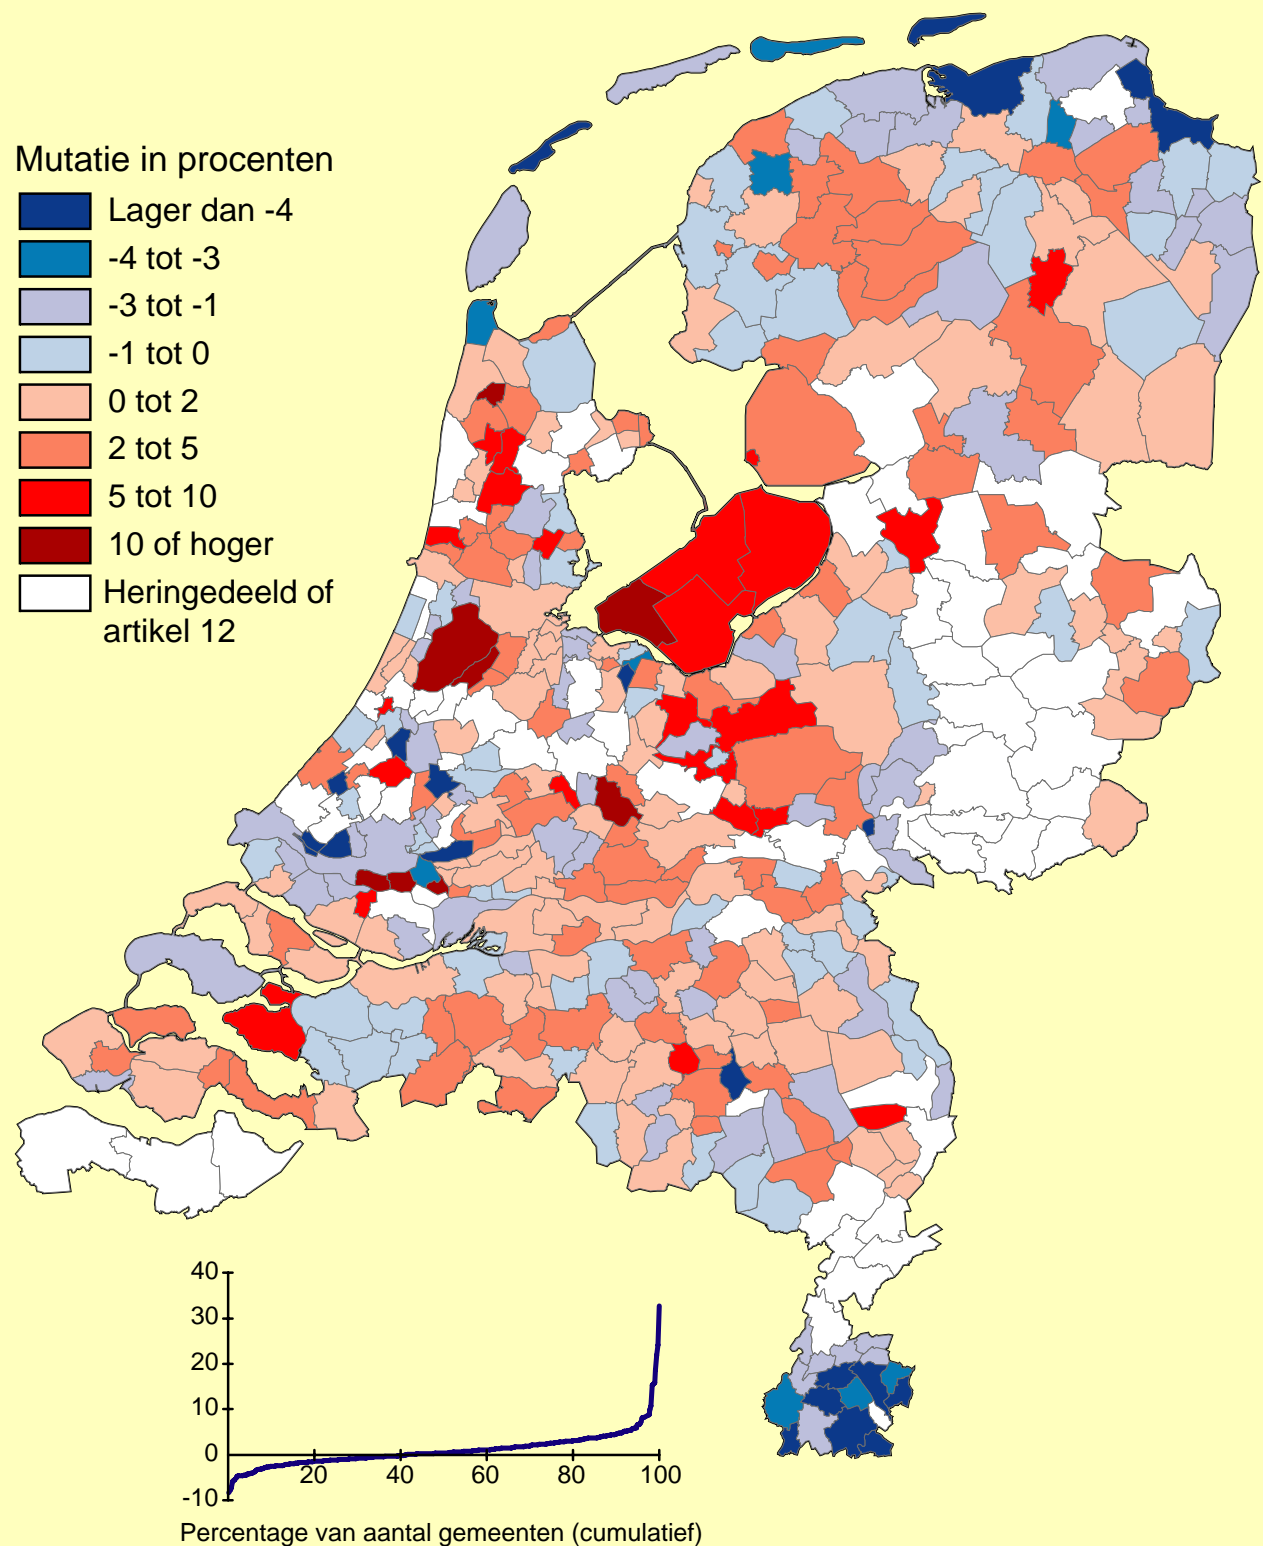 Mutatie in procenten
Lager dan -4
-4 tot -3
-3 tot -1
-1 tot 0
0 tot 2
2 tot 5
5 tot 10
10 of hoger
Heringedeeld of
artikel 12
40
30
20
10
0
-10
20 40 60 80 100
Percentage van aantal gemeenten (cumulatief)